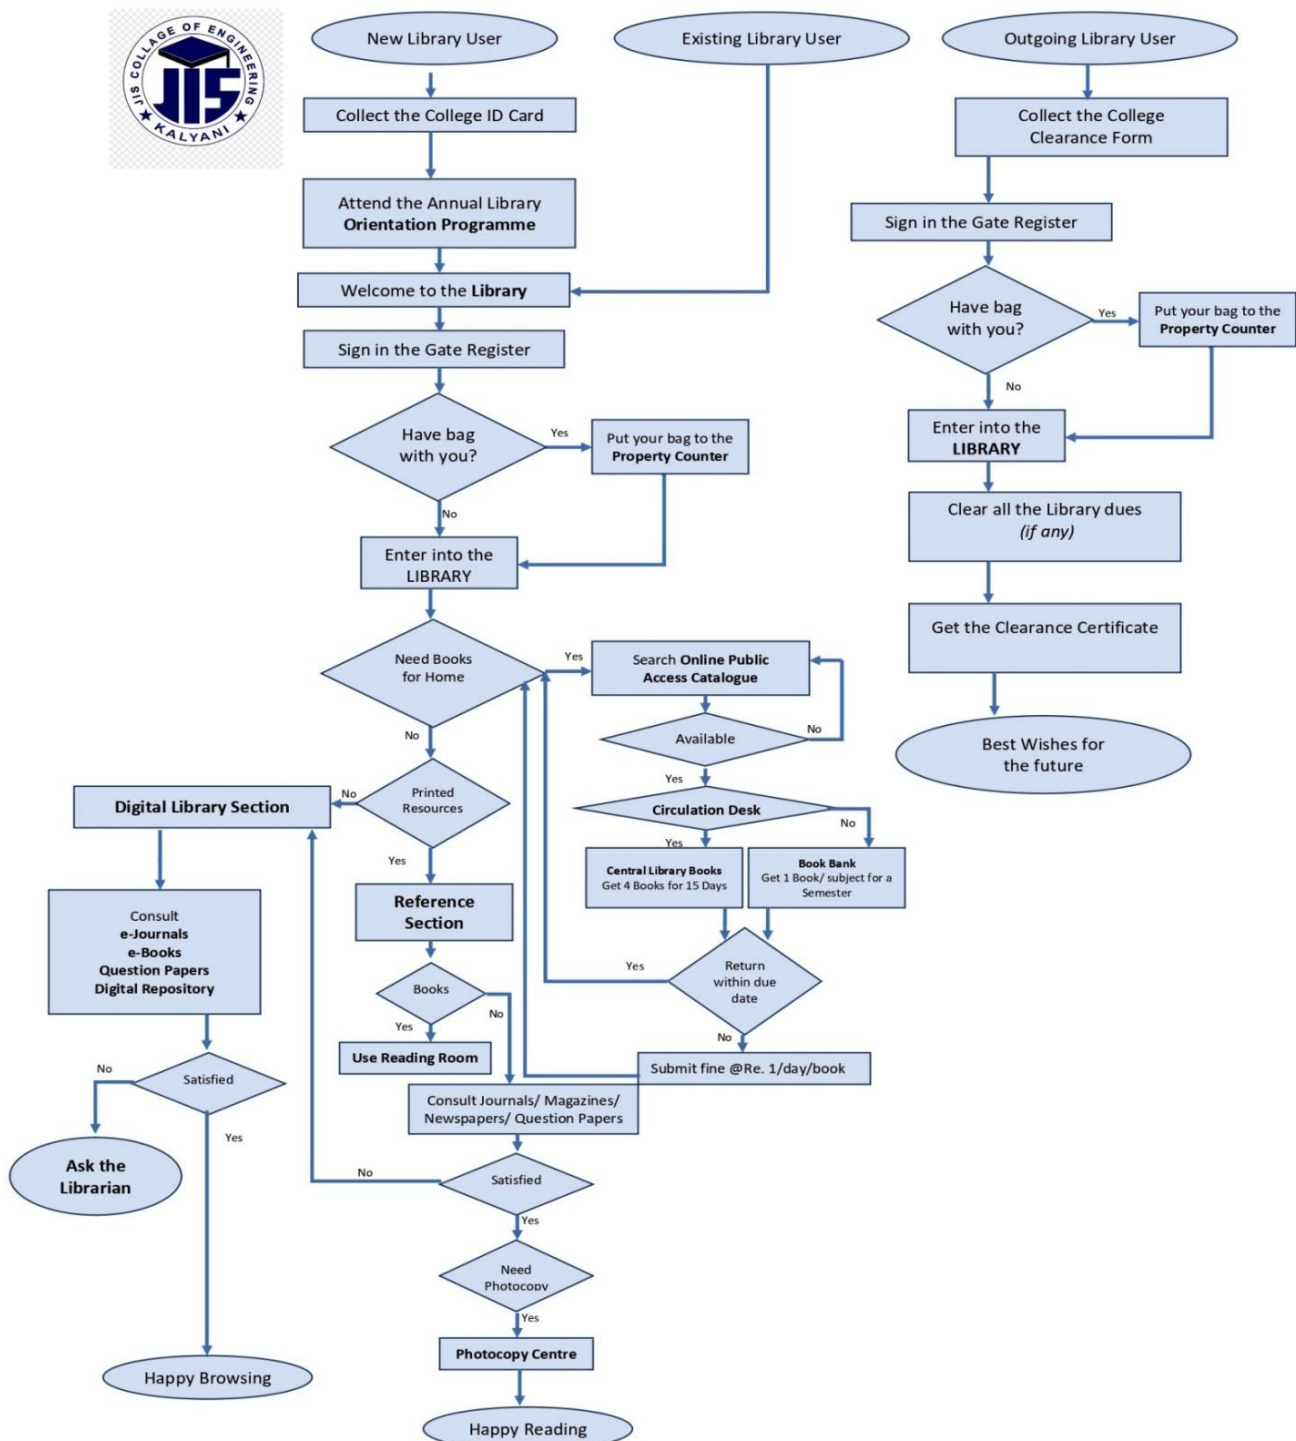 JIS COLLAGE OF ENGINEERING
JIS
KALYANI
New Library User
Existing Library User
Outgoing Library User
Collect the College ID Card
Collect the College
Clearance Form
Attend the Annual Library
Orientation Programme
Sign in the Gate Register
Welcome to the Library
Have bag
with you?
Yes
Put your bag to the
Property Counter
No
Sign in the Gate Register
Have bag
with you?
Yes
Put your bag to the
Property Counter
No
Enter into the
LIBRARY
Enter into the
LIBRARY
Clear all the Library dues
(if any)
Get the Clearance Certificate
Best Wishes for
the future
Need Books
for Home
Yes
Search Online Public
Access Catalogue
No
Available
No
Yes
Printed
Resources
No
Digital Library Section
Circulation Desk
No
Yes
Yes
Central Library Books
Get 4 Books for 15 Days
Book Bank
Get 1 Book/ subject for a
Semester
Reference
Section
Consult
e-Journals
e-Books
Question Papers
Digital Repository
Return
within due
date
Yes
No
Books
No
Yes
Use Reading Room
Submit fine @Re. 1/day/book
Satisfied
No
Yes
Consult Journals/ Magazines/
Newspapers/ Question Papers
Ask the
Librarian
Satisfied
No
Yes
Need
Photocopy
Yes
Photocopy Centre
Happy Browsing
Happy Reading